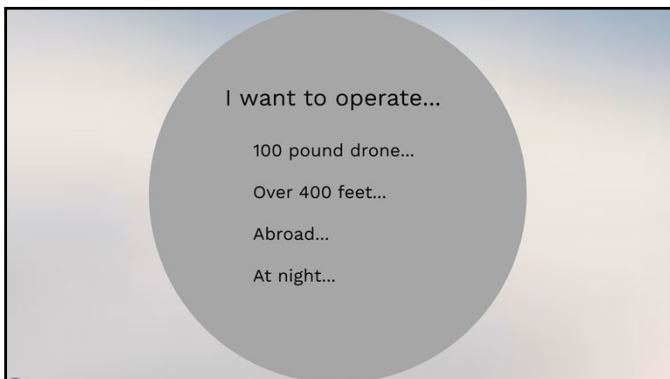 I want to operate...
100 pound drone...
Over 400 feet...
Abroad...
At night...